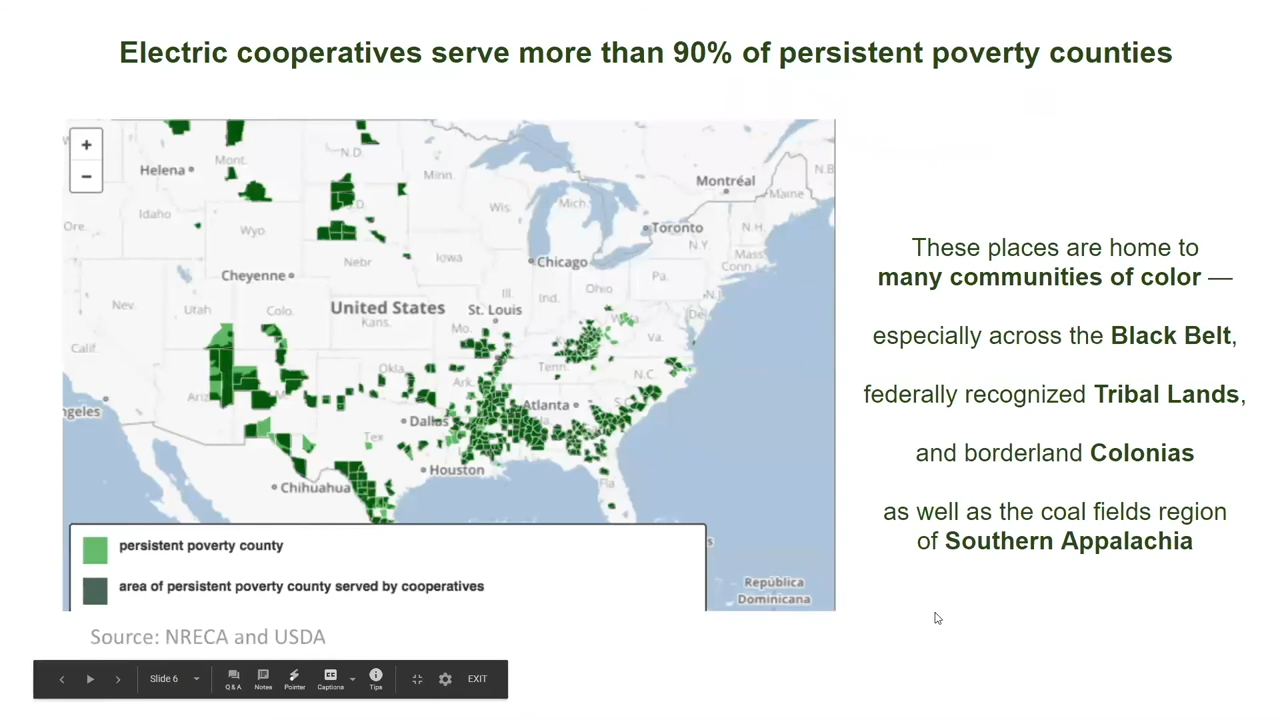 Electric cooperatives serve more than 90% of persistent poverty counties
+
−
Helena
Mont.
N.D.
Minn.
Montréal
N.B
Maine
Ore.
Idaho
Wyo.
Wis.
Mich.
Toronto
N.H.
N.Y.
Mass
Conn.
Cheyenne
Nebr
Iowa
Chicago
Nev.
Utah
Colo.
United States
Kans.
St. Louis
Mo.
Ill.
Ind.
Ohio
Pa.
N.J.
Del
Va.
Calif.
Okla.
Ark.
Tenn.
N.C.
S.C.
ngeles
Ariz
Dallas
Atlanta
Tex
Houston
Chihuahua
Fla
República
Dominicana
persistent poverty county
area of persistent poverty county served by cooperatives
Source: NRECA and USDA
These places are home to
many communities of color —
especially across the Black Belt,
federally recognized Tribal Lands,
and borderland Colonias
as well as the coal fields region
of Southern Appalachia
Slide 6
Q & A
Notes
Pointer
CC
Captions
Tips
EXIT